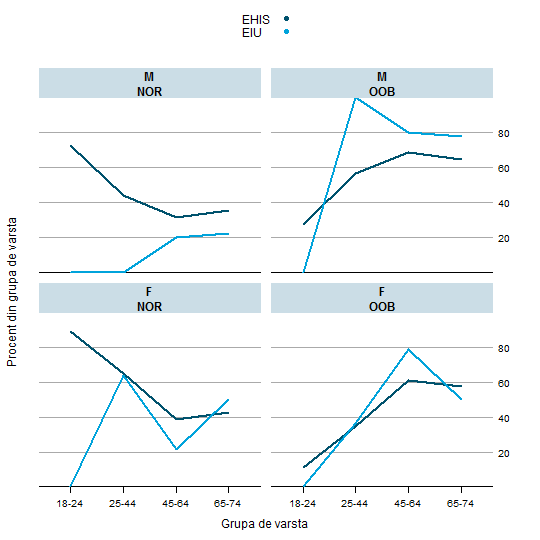 EHIS
EIU
M
NOR
M
OOB
80
60
40
20
F
NOR
F
OOB
80
60
40
20
Procent din grupa de varsta
18-24 25-44 45-64 65-74 18-24 25-44 45-64 65-74
Grupa de varsta